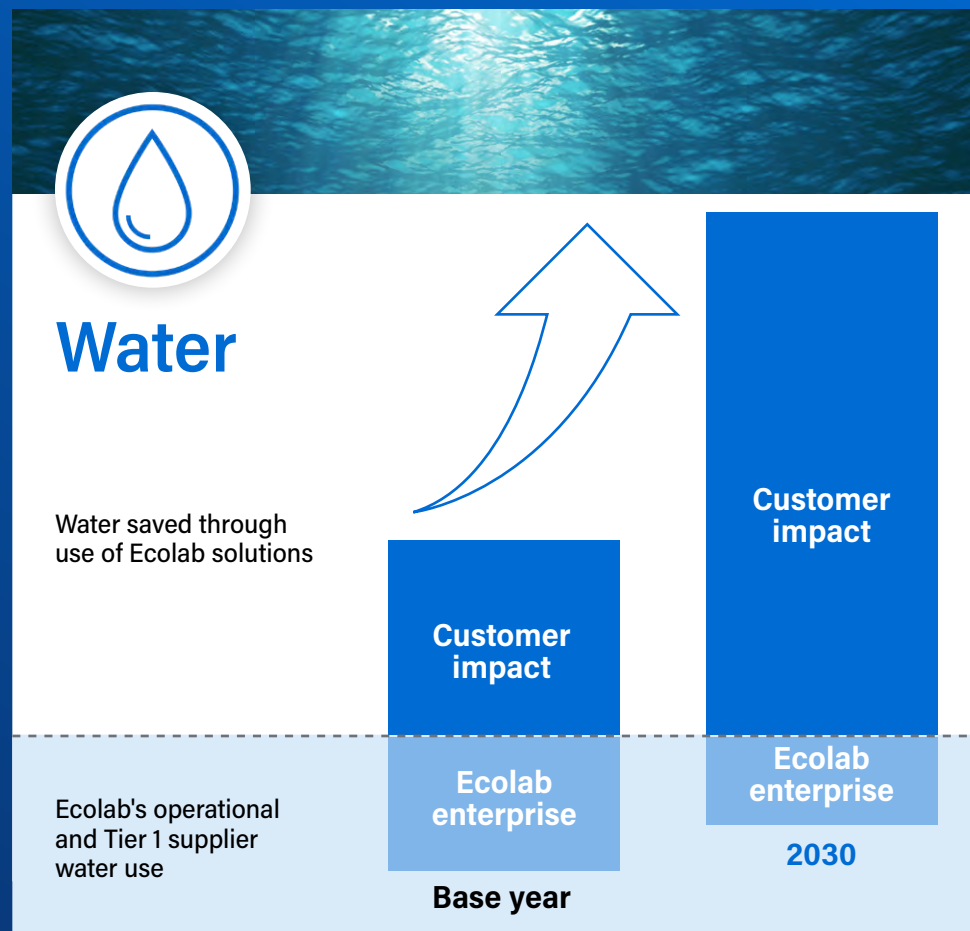 Water
Water saved through
use of Ecolab solutions
Customer
impact
Customer
impact
Ecolab's operational
and Tier 1 supplier
water use
Ecolab
enterprise
Base year
Ecolab
enterprise
2030